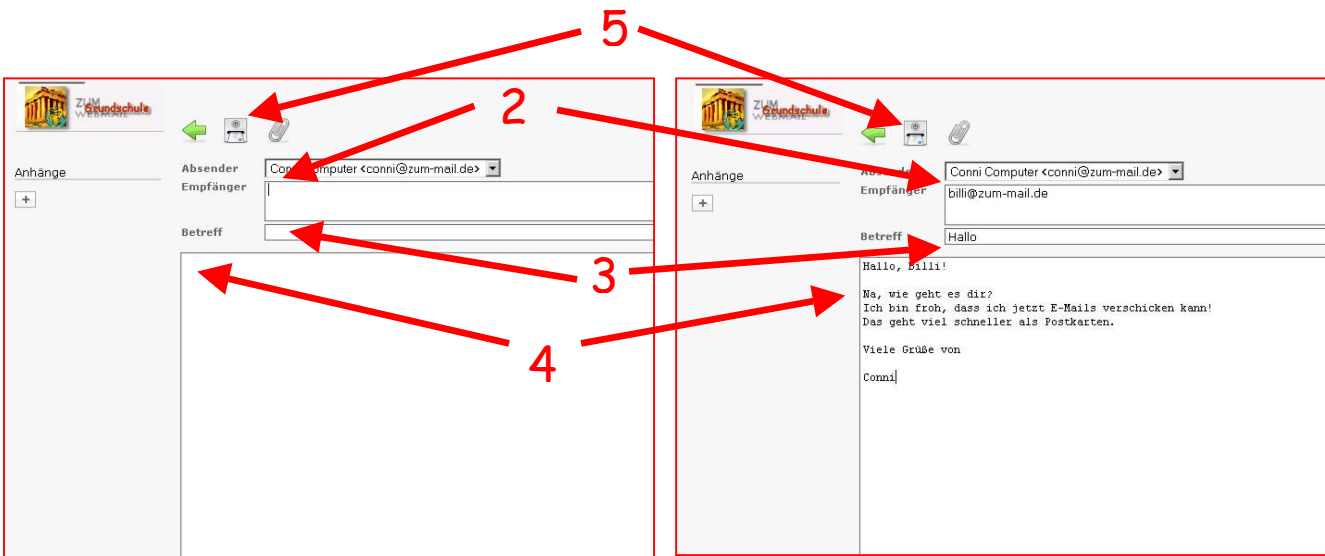 5
2
3
4
ZUM
Grundschule
WEBMAIL
Anhänge
+
Absender
Conni Computer <conni@zum-mail.de>
Empfänger
Betreff
ZUM
Grundschule
WEBMAIL
Anhänge
+
Absender
Conni Computer <conni@zum-mail.de>
Empfänger
billi@zum-mail.de
Betreff
Hallo
Hallo, Billi!
Na, wie geht es dir?
Ich bin froh, dass ich jetzt E-Mails verschicken kann!
Das geht viel schneller als Postkarten.
Viele Grüße von
Conni